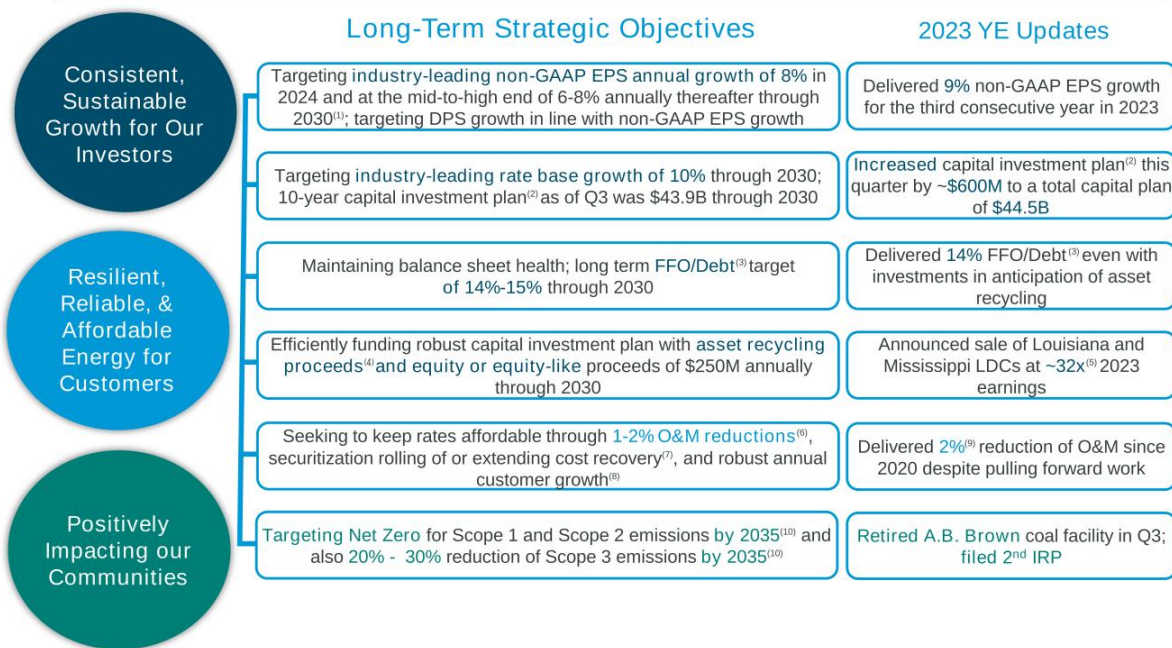 Long-Term Strategic Objectives
2023 YE Updates
Consistent,
Sustainable
Growth for Our
Investors
Targeting industry-leading non-GAAP EPS annual growth of 8% in
2024 and at the mid-to-high end of 6-8% annually thereafter through
2030(1); targeting DPS growth in line with non-GAAP EPS growth
Delivered 9% non-GAAP EPS growth
for the third consecutive year in 2023
Targeting industry-leading rate base growth of 10% through 2030;
10-year capital investment plan(2) as of Q3 was $43.9B through 2030
Increased capital investment plan(2) this
quarter by ~$600M to a total capital plan
of $44.5B
Resilient,
Reliable, &
Affordable
Energy for
Customers
Maintaining balance sheet health; long term FFO/Debt(3) target
of 14%-15% through 2030
Delivered 14% FFO/Debt(3) even with
investments in anticipation of asset
recycling
Efficiently funding robust capital investment plan with asset recycling
proceeds(4) and equity or equity-like proceeds of $250M annually
through 2030
Announced sale of Louisiana and
Mississippi LDCs at ~32x(5) 2023
earnings
Seeking to keep rates affordable through 1-2% O&M reductions(6),
securitization rolling of or extending cost recovery(7), and robust annual
customer growth(8)
Delivered 2%(9) reduction of O&M since
2020 despite pulling forward work
Positively
Impacting our
Communities
Targeting Net Zero for Scope 1 and Scope 2 emissions by 2035(10) and
also 20% - 30% reduction of Scope 3 emissions by 2035(10)
Retired A.B. Brown coal facility in Q3;
filed 2nd IRP